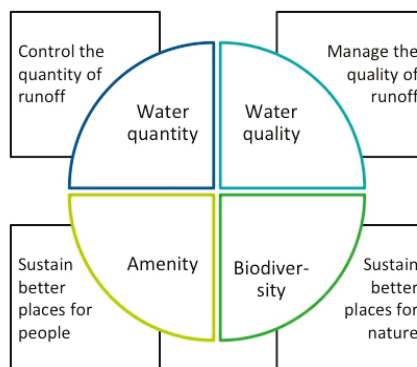 Control the
quantity of
runoff
Manage the
quality of
runoff
Water
quantity
Water
quality
Amenity
Biodiver-
sity
Sustain
better
places for
people
Sustain
better
places for
nature